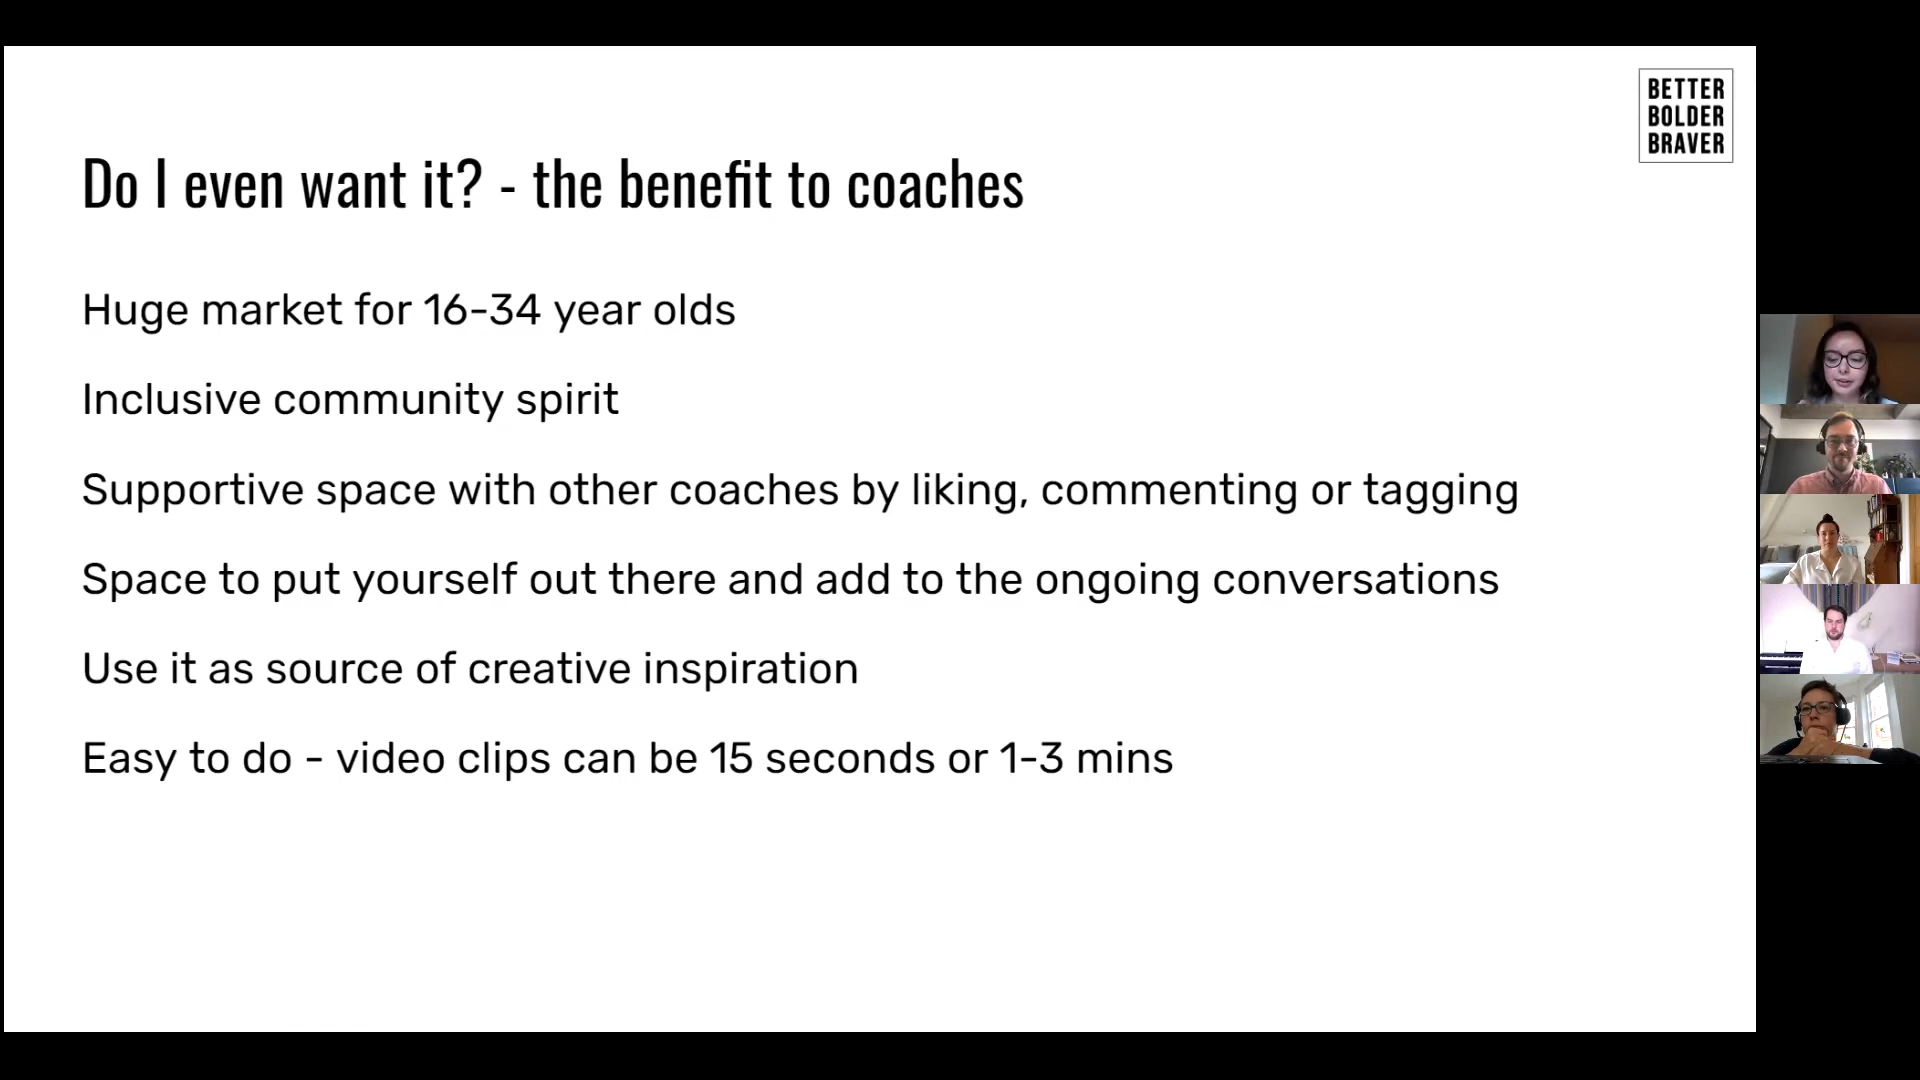 BETTER
BOLDER
BRAVER
Do I even want it? - the benefit to coaches
Huge market for 16-34 year olds
Inclusive community spirit
Supportive space with other coaches by liking, commenting or tagging
Space to put yourself out there and add to the ongoing conversations
Use it as source of creative inspiration
Easy to do - video clips can be 15 seconds or 1-3 mins